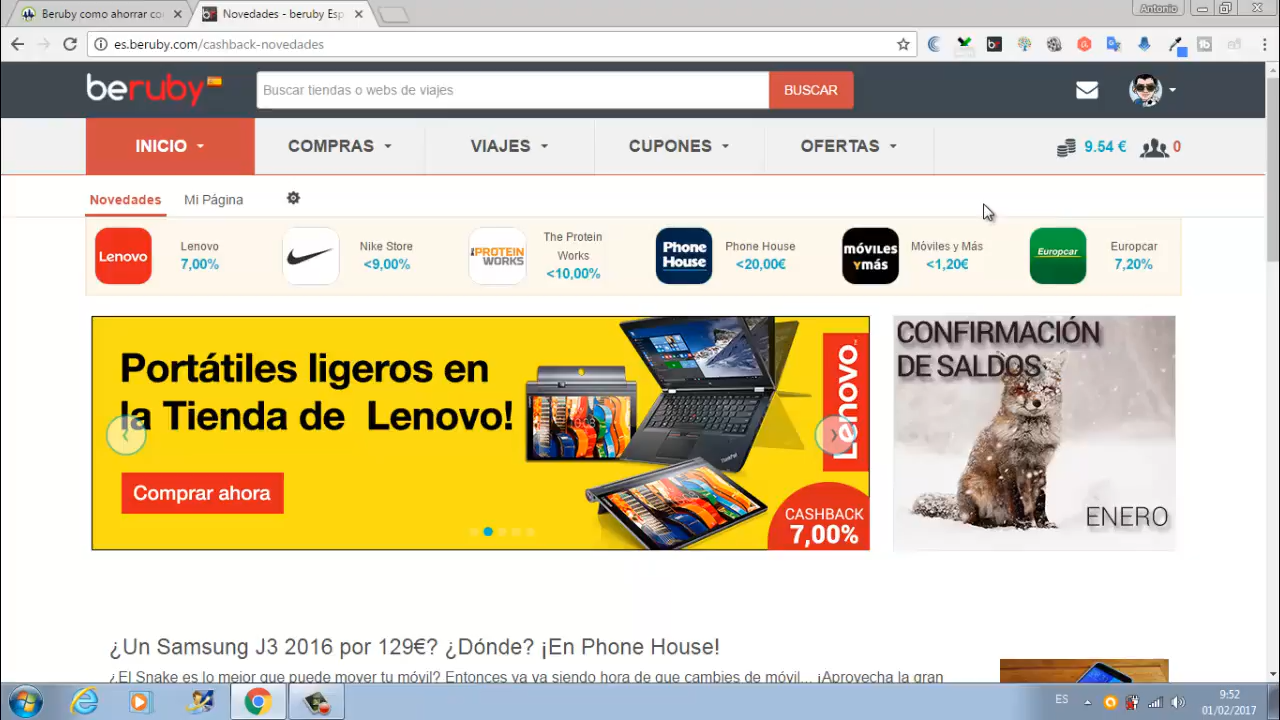 Beruby como ahorrar co
Novedades - beruby Esp
Antonio
es.beruby.com/cashback-novedades
beruby
Buscar tiendas o webs de viajes
BUSCAR
INICIO
COMPRAS
VIAJES
CUPONES
OFERTAS
9.54 €
0
Novedades
Mi Página
Lenovo
Lenovo
7,00%
Nike Store
<9,00%
THE PROTEIN WORKS
The Protein Works
<10,00%
Phone House
Phone House
<20,00€
móviles Ymás
Móviles y Más
<1,20€
Europcar
Europcar
7,20%
Portátiles ligeros en
la Tienda de Lenovo!
Comprar ahora
lenovo
CASHBACK
7,00%
CONFIRMACIÓN
DE SALDOS
ENERO
¿Un Samsung J3 2016 por 129€? ¿Dónde? ¡En Phone House!
¿El Snake es lo mejor que puede mover tu móvil? Entonces ya va siendo hora de que cambies de móvil... ¡Aprovecha la gran
ES
9:52
01/02/2017